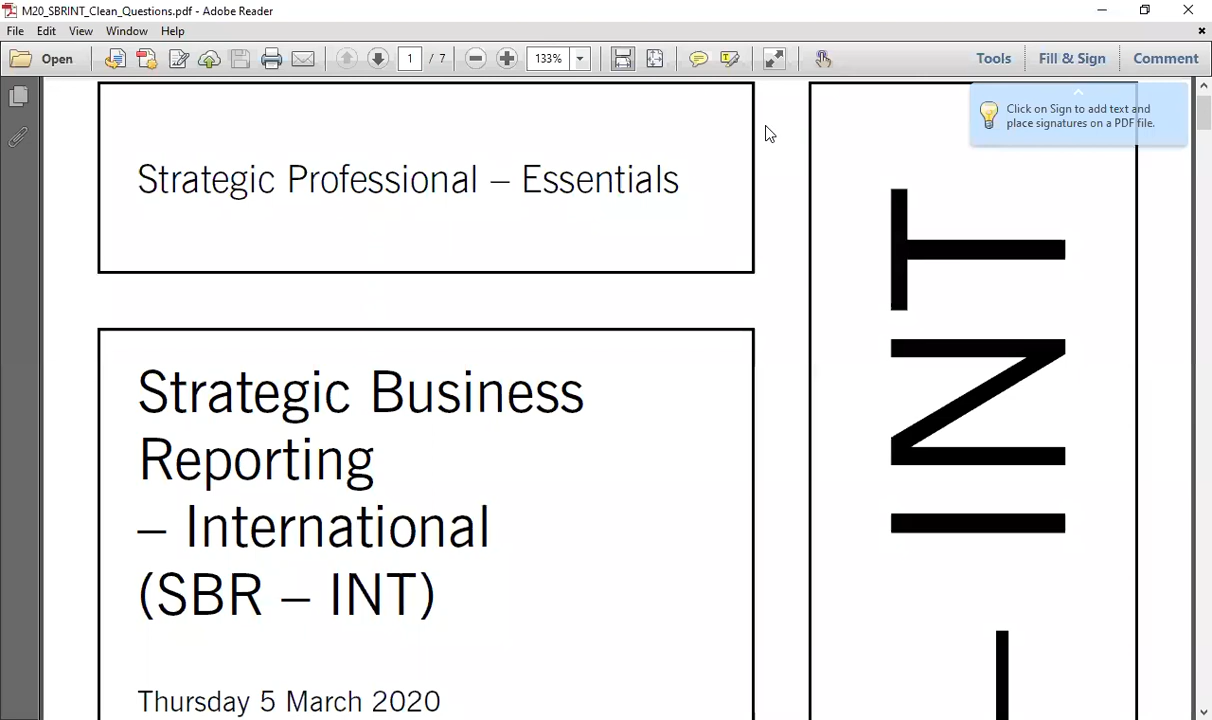 M20_SBRINT_Clean_Questions.pdf - Adobe Reader
File Edit View Window Help
Open 1 / 7 133% Tools Fill & Sign Comment
Click on Sign to add text and
place signatures on a PDF file.
Strategic Professional – Essentials
Strategic Business
Reporting
– International
(SBR – INT)
Thursday 5 March 2020
– INT